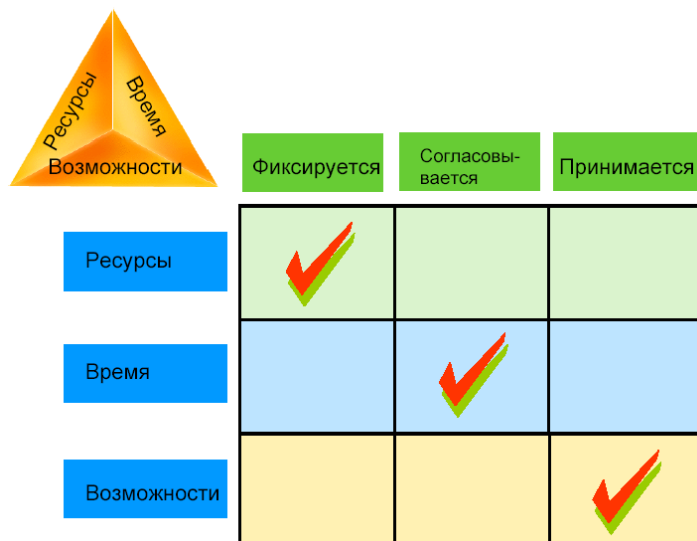 Ресурсы
Время
Возможности
Фиксируется
Согласовы-
вается
Принимается
Ресурсы
Время
Возможности